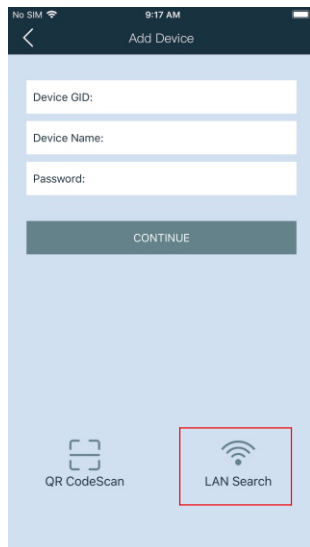 No SIM 9:17 AM
Add Device
Device GID:
Device Name:
Password:
CONTINUE
QR CodeScan LAN Search